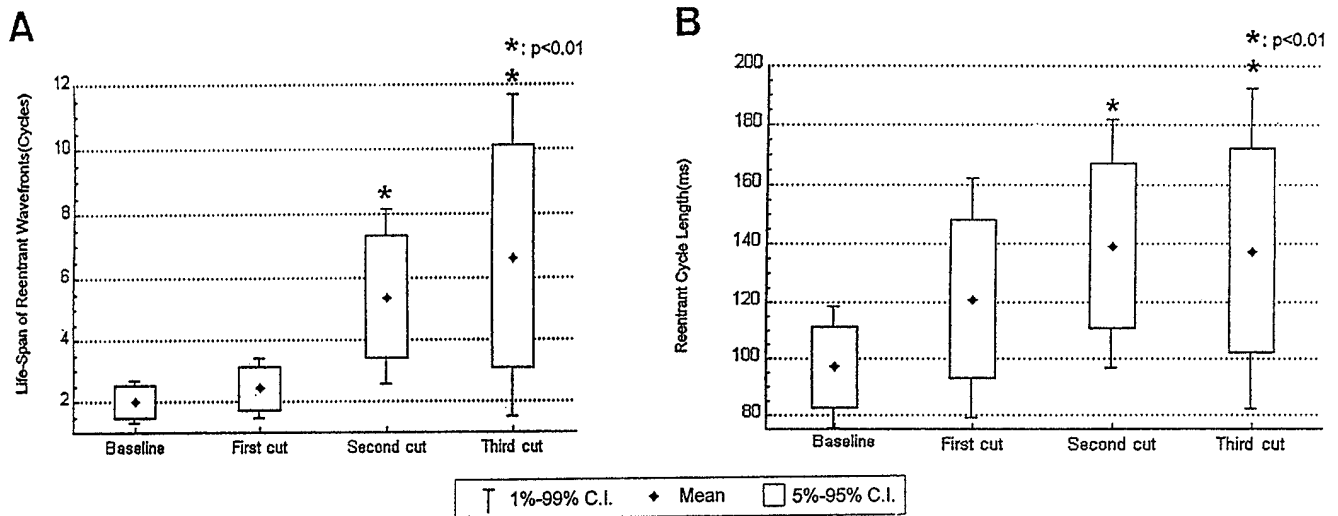 A
*: p<0.01
*
*
Life-Span of Reentrant Wavefronts(Cycles)
12
10
8
6
4
2
Baseline
First cut
Second cut
Third cut
B
*: p<0.01
*
*
Reentrant Cycle Length(ms)
200
180
160
140
120
100
80
Baseline
First cut
Second cut
Third cut
1%-99% C.I.
Mean
5%-95% C.I.